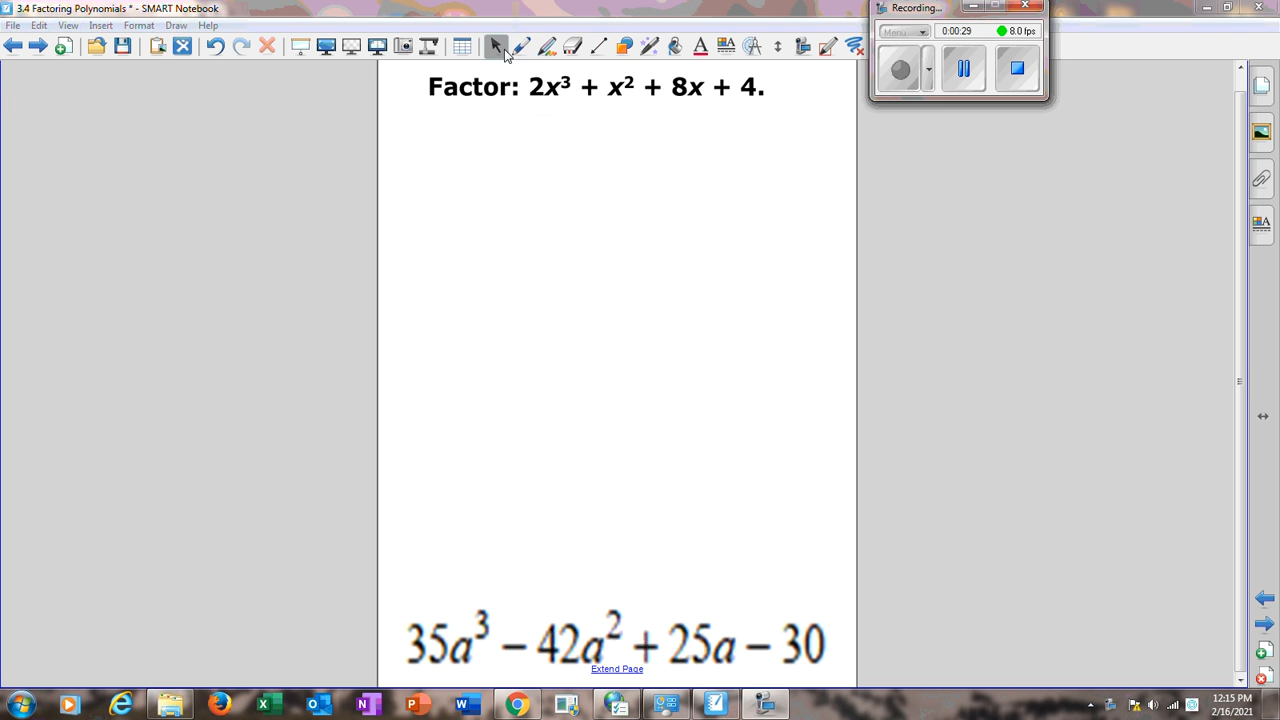 3.4 Factoring Polynomials * - SMART Notebook
Recording...
File Edit View Insert Format Draw Help
Menu
0:00:29
8.0 fps
Factor: 2x³ + x² + 8x + 4.
35a³ − 42a² + 25a − 30
Extend Page
12:15 PM
2/16/2021